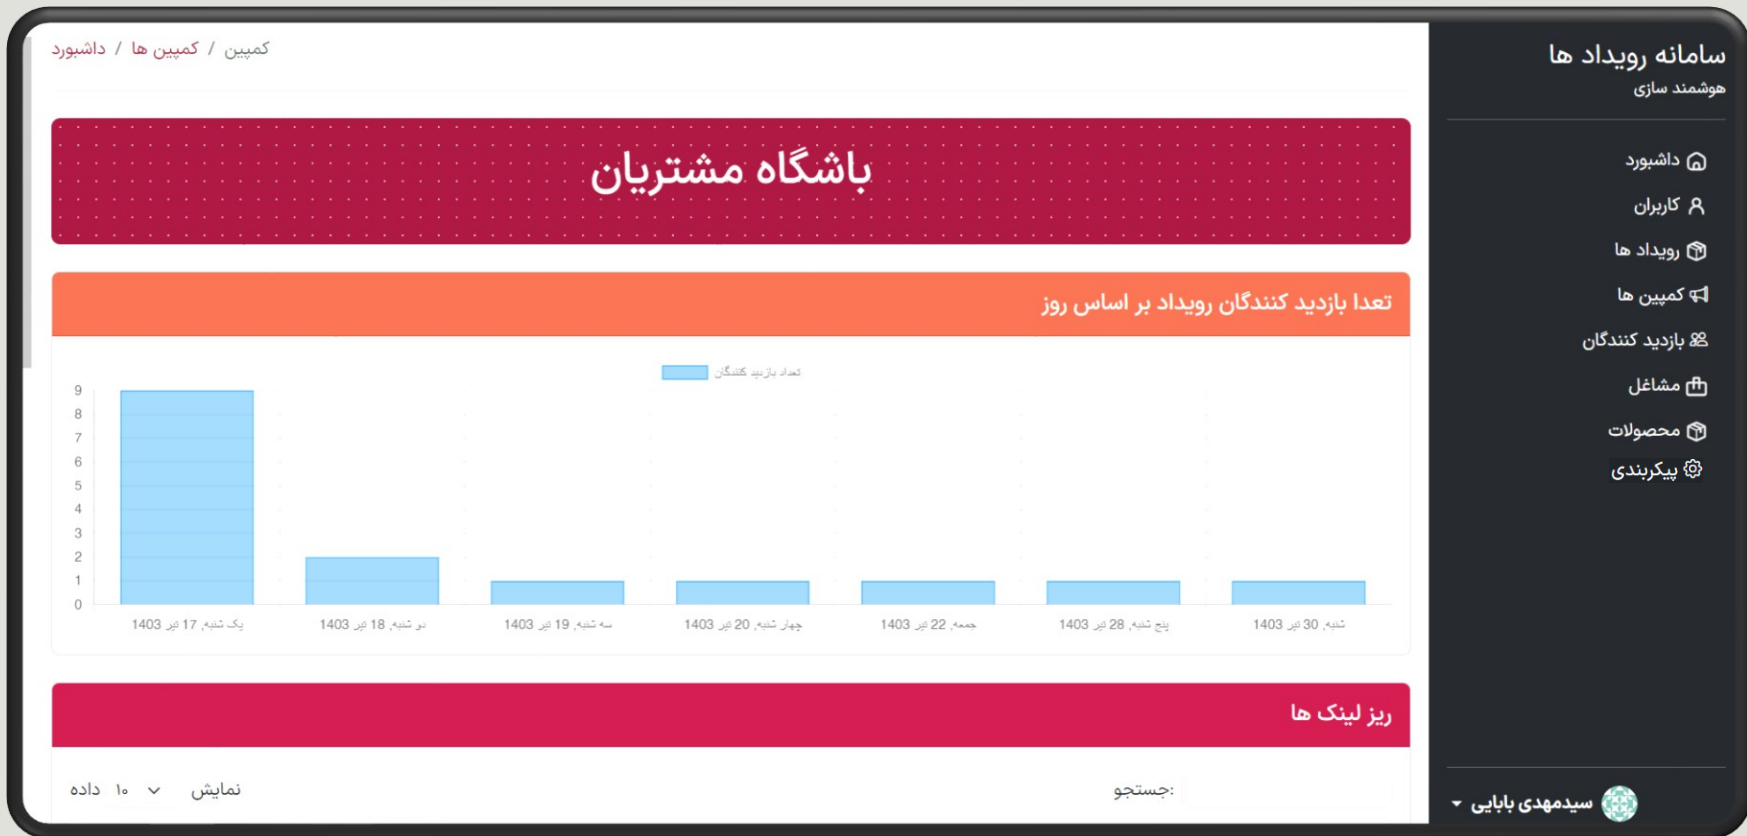 سامانه رویداد ها
هوشمند سازی
داشبورد
کاربران
رویداد ها
کمپین ها
بازدید کنندگان
مشاغل
محصولات
پیکربندی
سیدمهدی بابایی
داشبورد / کمپین ها / کمپین
باشگاه مشتریان
تعدا بازدید کنندگان رویداد بر اساس روز
تعداد بازدید کنندگان
9
8
7
6
5
4
3
2
1
0
یک شنبه, 17 تیر 1403
دو شنبه, 18 تیر 1403
سه شنبه, 19 تیر 1403
چهار شنبه, 20 تیر 1403
جمعه, 22 تیر 1403
پنج شنبه, 28 تیر 1403
شنبه, 30 تیر 1403
ریز لینک ها
جستجو:
نمایش ۱۰ داده